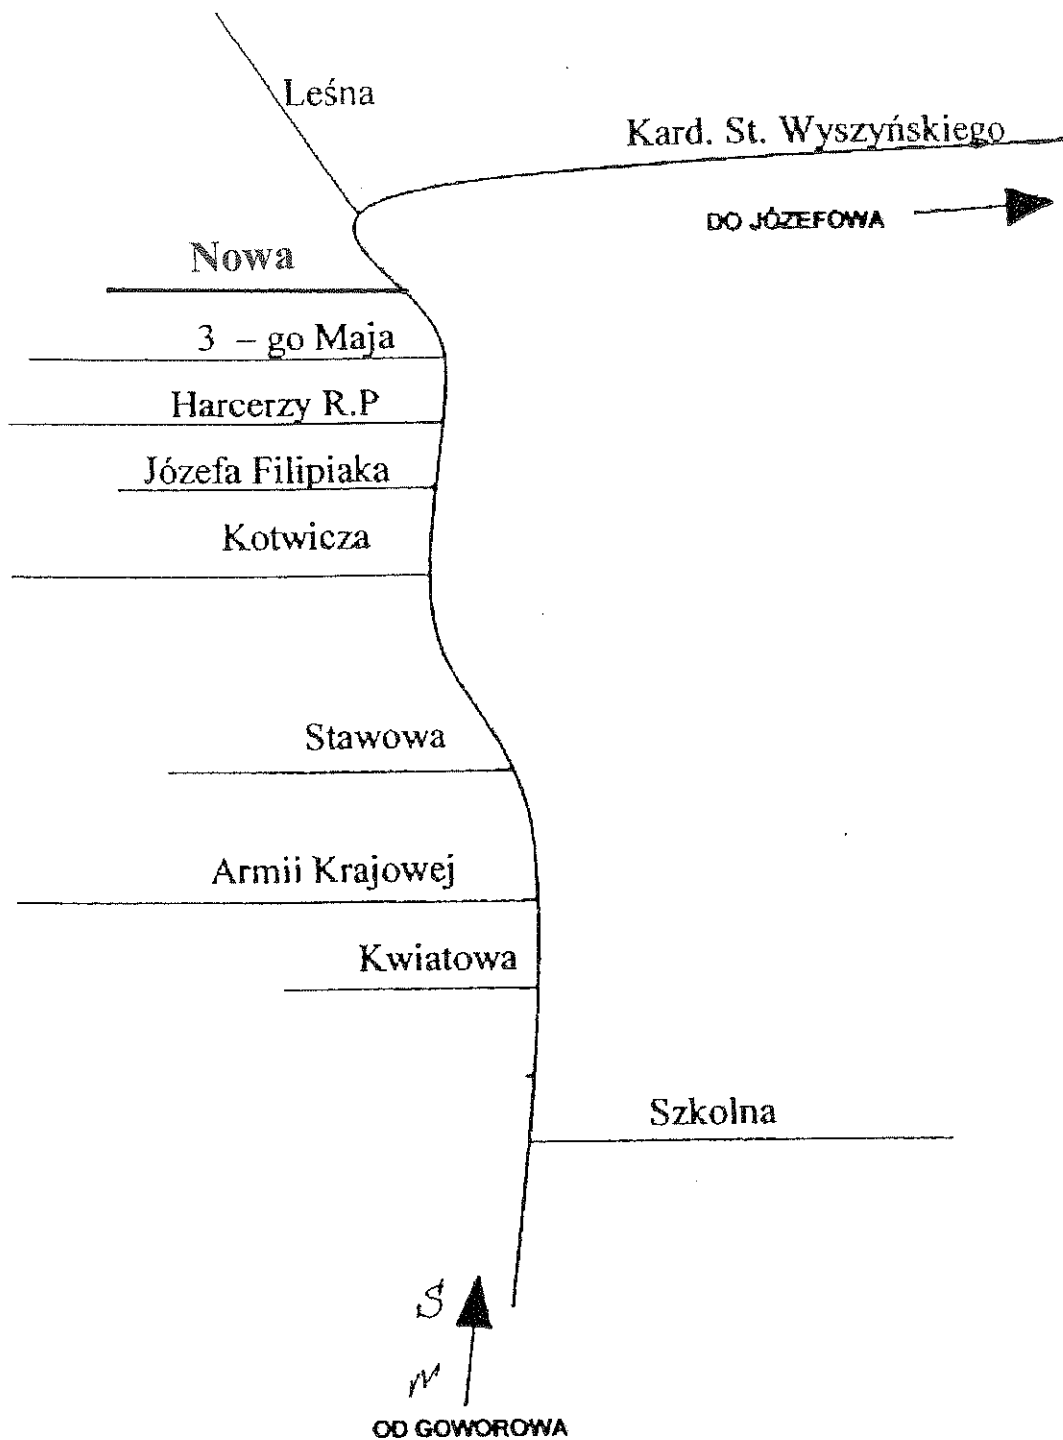 Leśna
Kard. St. Wyszyńskiego
DO JÓZEFOWA
Nowa
3 – go Maja
Harcerzy R.P
Józefa Filipiaka
Kotwicza
Stawowa
Armii Krajowej
Kwiatowa
Szkolna
S
N
OD GOWOROWA